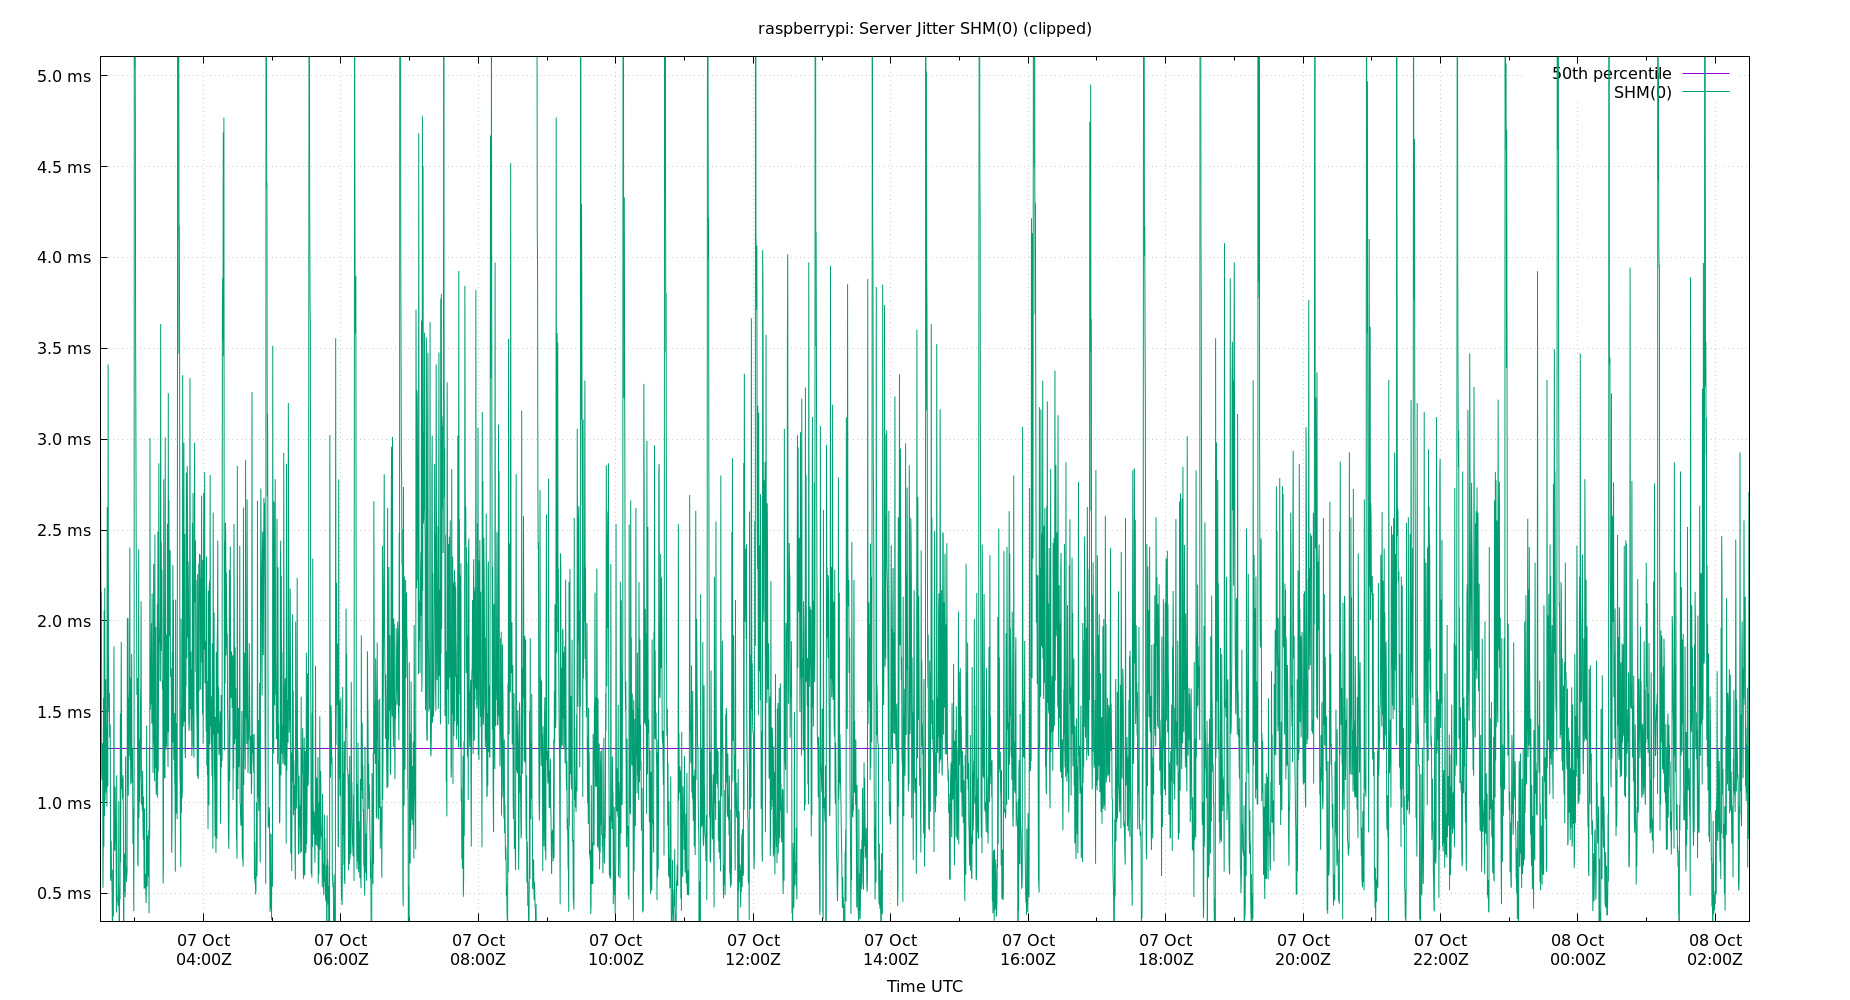 raspberrypi: Server Jitter SHM(0) (clipped)
50th percentile
SHM(0)
5.0 ms
4.5 ms
4.0 ms
3.5 ms
3.0 ms
2.5 ms
2.0 ms
1.5 ms
1.0 ms
0.5 ms
07 Oct 07 Oct 07 Oct 07 Oct 07 Oct 07 Oct 07 Oct 07 Oct 07 Oct 07 Oct 08 Oct 08 Oct
04:00Z 06:00Z 08:00Z 10:00Z 12:00Z 14:00Z 16:00Z 18:00Z 20:00Z 22:00Z 00:00Z 02:00Z
Time UTC